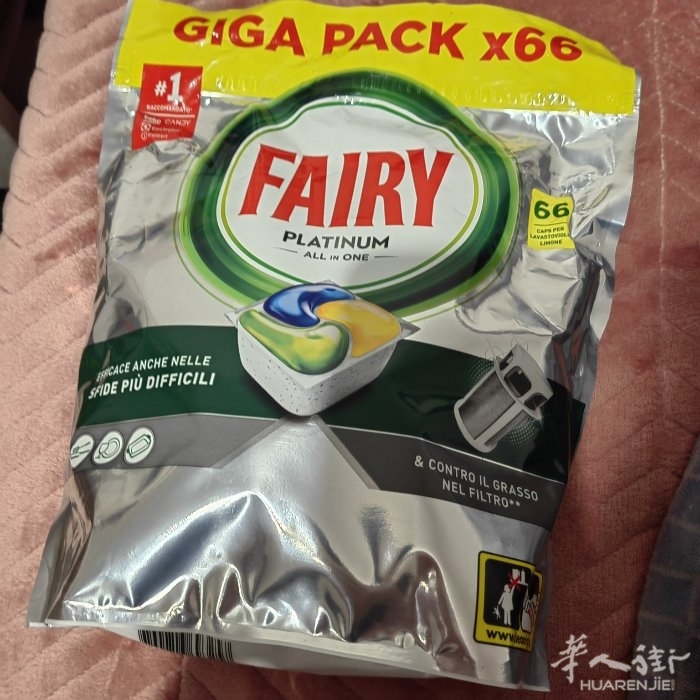 GIGA PACK x66
#1
RACCOMANDATO
CANDY
FAIRY
PLATINUM
ALL IN ONE
66
CAPS PER
LAVASTOVIGLIE
LIMONE
EFFICACE ANCHE NELLE
SFIDE PIÙ DIFFICILI
& CONTRO IL GRASSO
NEL FILTRO**
华人街
HUARENJIE